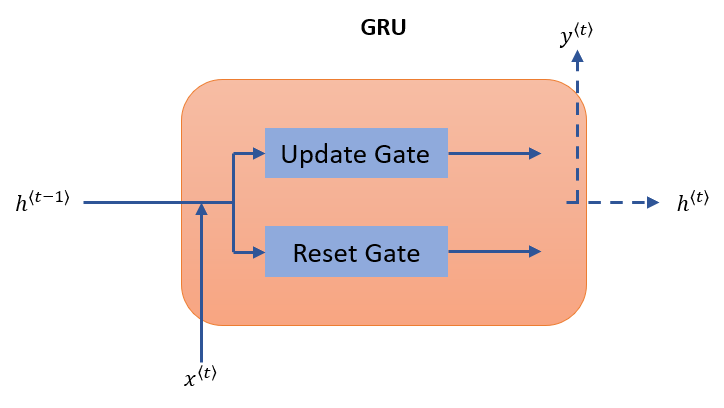 GRU
y⟨t⟩
Update Gate
h⟨t−1⟩
h⟨t⟩
Reset Gate
x⟨t⟩